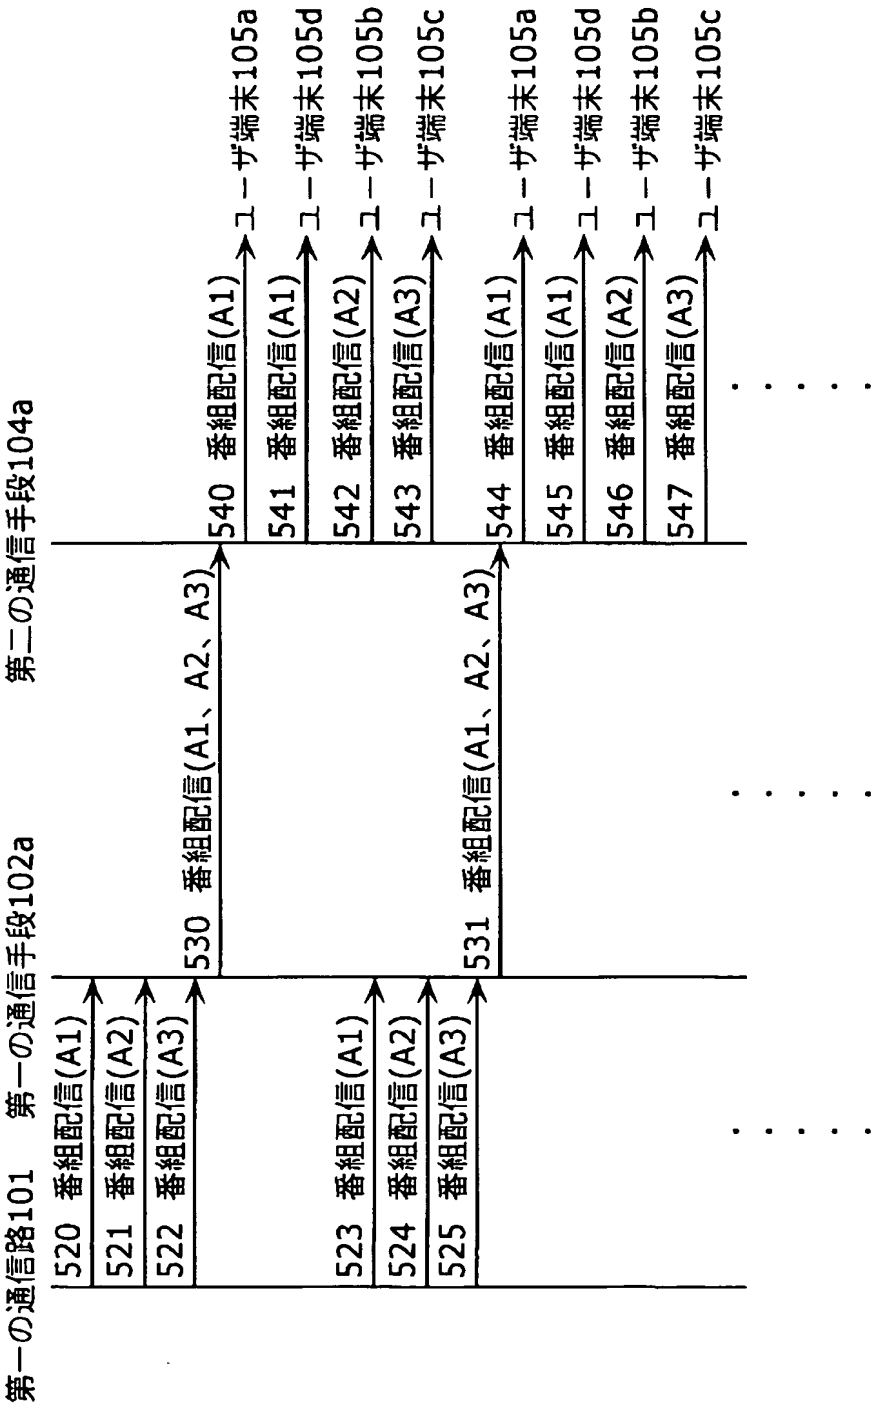 第一の通信路101
第一の通信手段102a
第二の通信手段104a
520 番組配信(A1)
521 番組配信(A2)
522 番組配信(A3)
530 番組配信(A1、A2、A3)
540 番組配信(A1)
ユーザ端末105a
541 番組配信(A1)
ユーザ端末105d
542 番組配信(A2)
ユーザ端末105b
543 番組配信(A3)
ユーザ端末105c
523 番組配信(A1)
524 番組配信(A2)
525 番組配信(A3)
531 番組配信(A1、A2、A3)
544 番組配信(A1)
ユーザ端末105a
545 番組配信(A1)
ユーザ端末105d
546 番組配信(A2)
ユーザ端末105b
547 番組配信(A3)
ユーザ端末105c